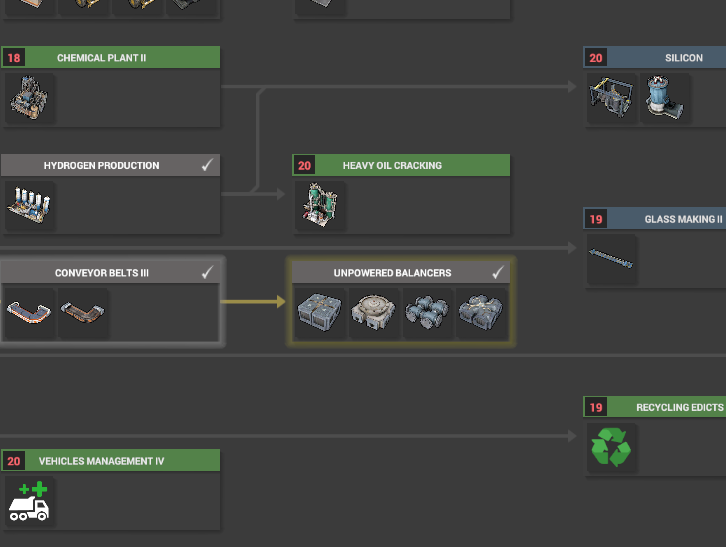 18 CHEMICAL PLANT II
20 SILICON
HYDROGEN PRODUCTION
20 HEAVY OIL CRACKING
19 GLASS MAKING II
CONVEYOR BELTS III
UNPOWERED BALANCERS
19 RECYCLING EDICTS
20 VEHICLES MANAGEMENT IV